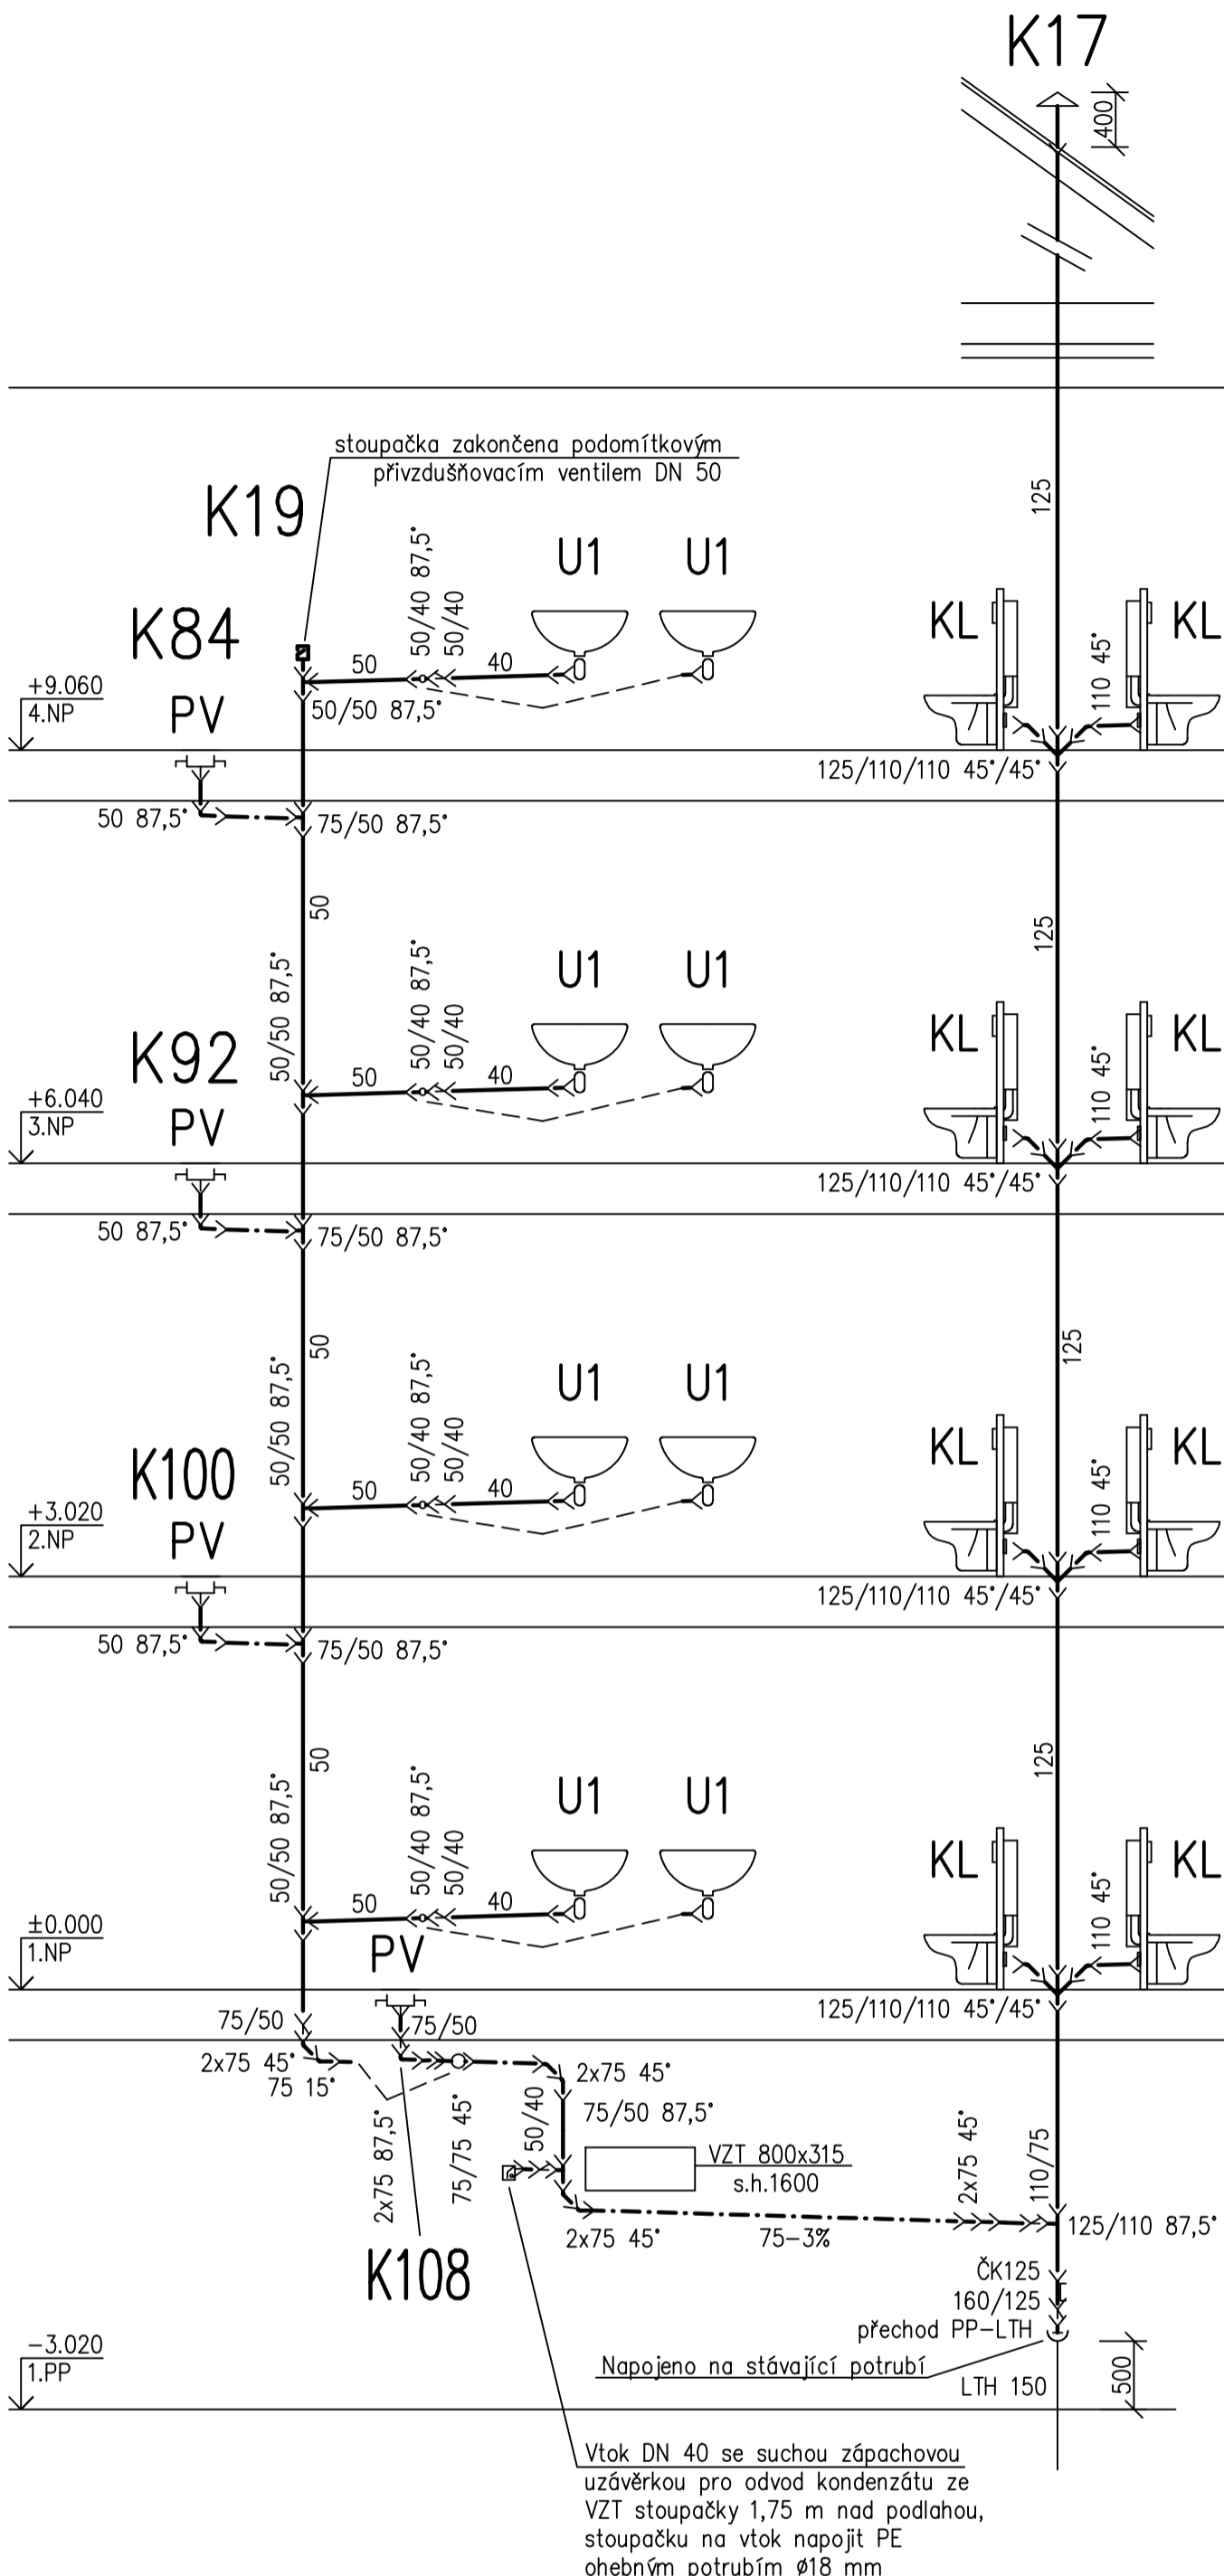 K17
400
125
stoupačka zakončena podomítkovým
přivzdušňovacím ventilem DN 50
K19
50/40 87,5°
50/40
U1
U1
K84
KL
KL
110 45°
+9.060
4.NP
PV
50
40
50/50 87,5°
125/110/110 45°/45°
50 87,5°
75/50 87,5°
50
125
50/50 87,5°
50/40 87,5°
50/40
U1
U1
K92
KL
KL
110 45°
+6.040
3.NP
PV
50
40
125/110/110 45°/45°
50 87,5°
75/50 87,5°
50
125
50/50 87,5°
50/40 87,5°
50/40
U1
U1
K100
KL
KL
110 45°
+3.020
2.NP
PV
50
40
125/110/110 45°/45°
50 87,5°
75/50 87,5°
50
125
50/50 87,5°
50/40 87,5°
50/40
U1
U1
KL
KL
110 45°
±0.000
1.NP
50
40
PV
125/110/110 45°/45°
75/50
75/50
2x75 45°
75 15°
2x75 87,5°
75/75 45°
50/40
2x75 45°
75/50 87,5°
VZT 800x315
s.h.1600
2x75 45°
110/75
2x75 45°
75-3%
125/110 87,5°
K108
ČK125
160/125
přechod PP-LTH
-3.020
1.PP
Napojeno na stávající potrubí
LTH 150
500
Vtok DN 40 se suchou zápachovou
uzávěrkou pro odvod kondenzátu ze
VZT stoupačky 1,75 m nad podlahou,
stoupačku na vtok napojit PE
ohebným potrubím ø18 mm